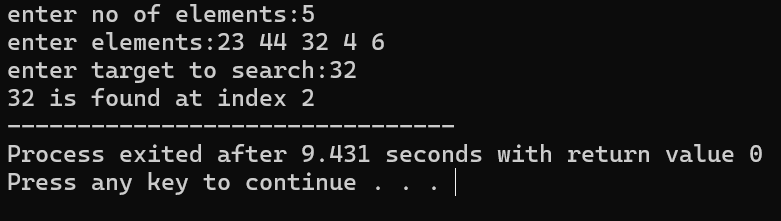 enter no of elements:5
enter elements:23 44 32 4 6
enter target to search:32
32 is found at index 2
--------------------------------
Process exited after 9.431 seconds with return value 0
Press any key to continue . . .